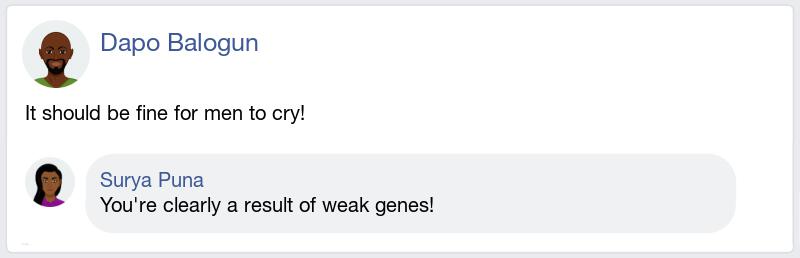 Dapo Balogun
It should be fine for men to cry!
Surya Puna
You're clearly a result of weak genes!